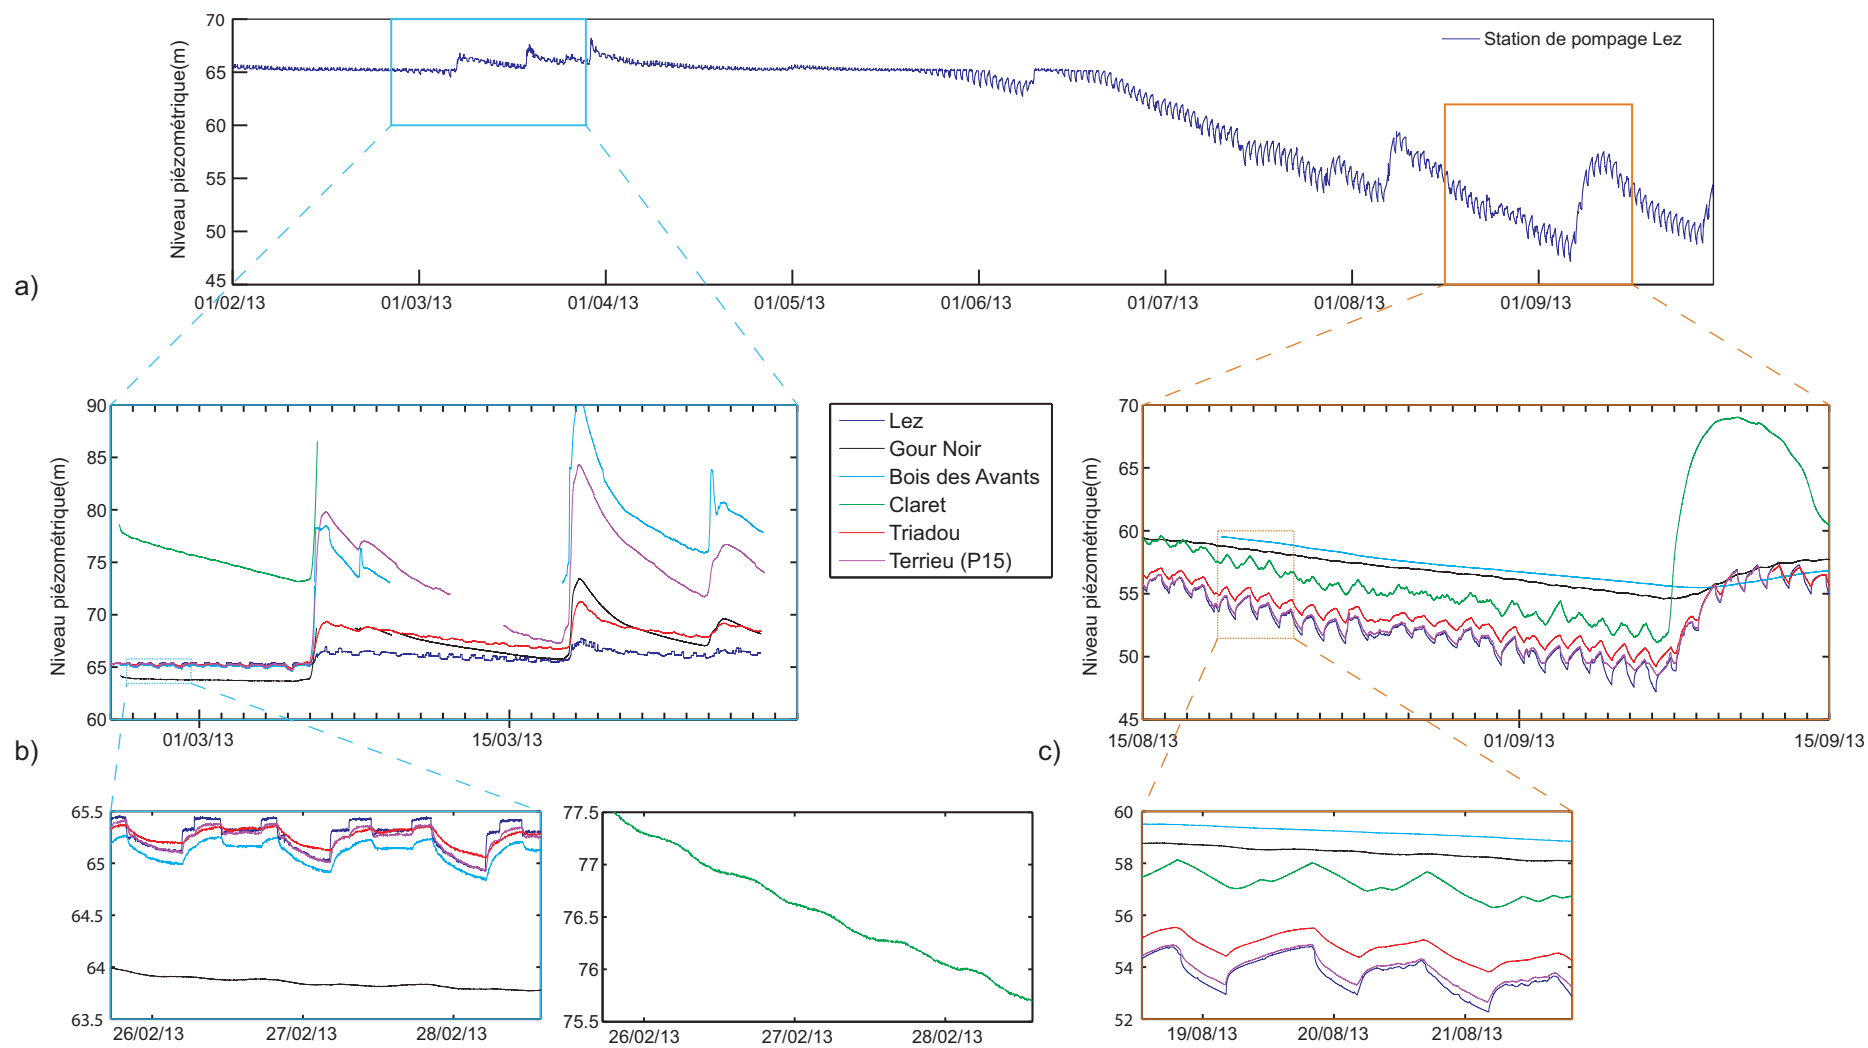 a)
Niveau piézométrique(m)
70
65
60
55
50
45
Station de pompage Lez
01/02/13 01/03/13 01/04/13 01/05/13 01/06/13 01/07/13 01/08/13 01/09/13
b)
Niveau piézométrique(m)
90
85
80
75
70
65
60
01/03/13 15/03/13
Lez
Gour Noir
Bois des Avants
Claret
Triadou
Terrieu (P15)
c)
Niveau piézométrique(m)
70
65
60
55
50
45
15/08/13 01/09/13 15/09/13
65.5
65
64.5
64
63.5
26/02/13 27/02/13 28/02/13
77.5
77
76.5
76
75.5
26/02/13 27/02/13 28/02/13
60
58
56
54
52
19/08/13 20/08/13 21/08/13